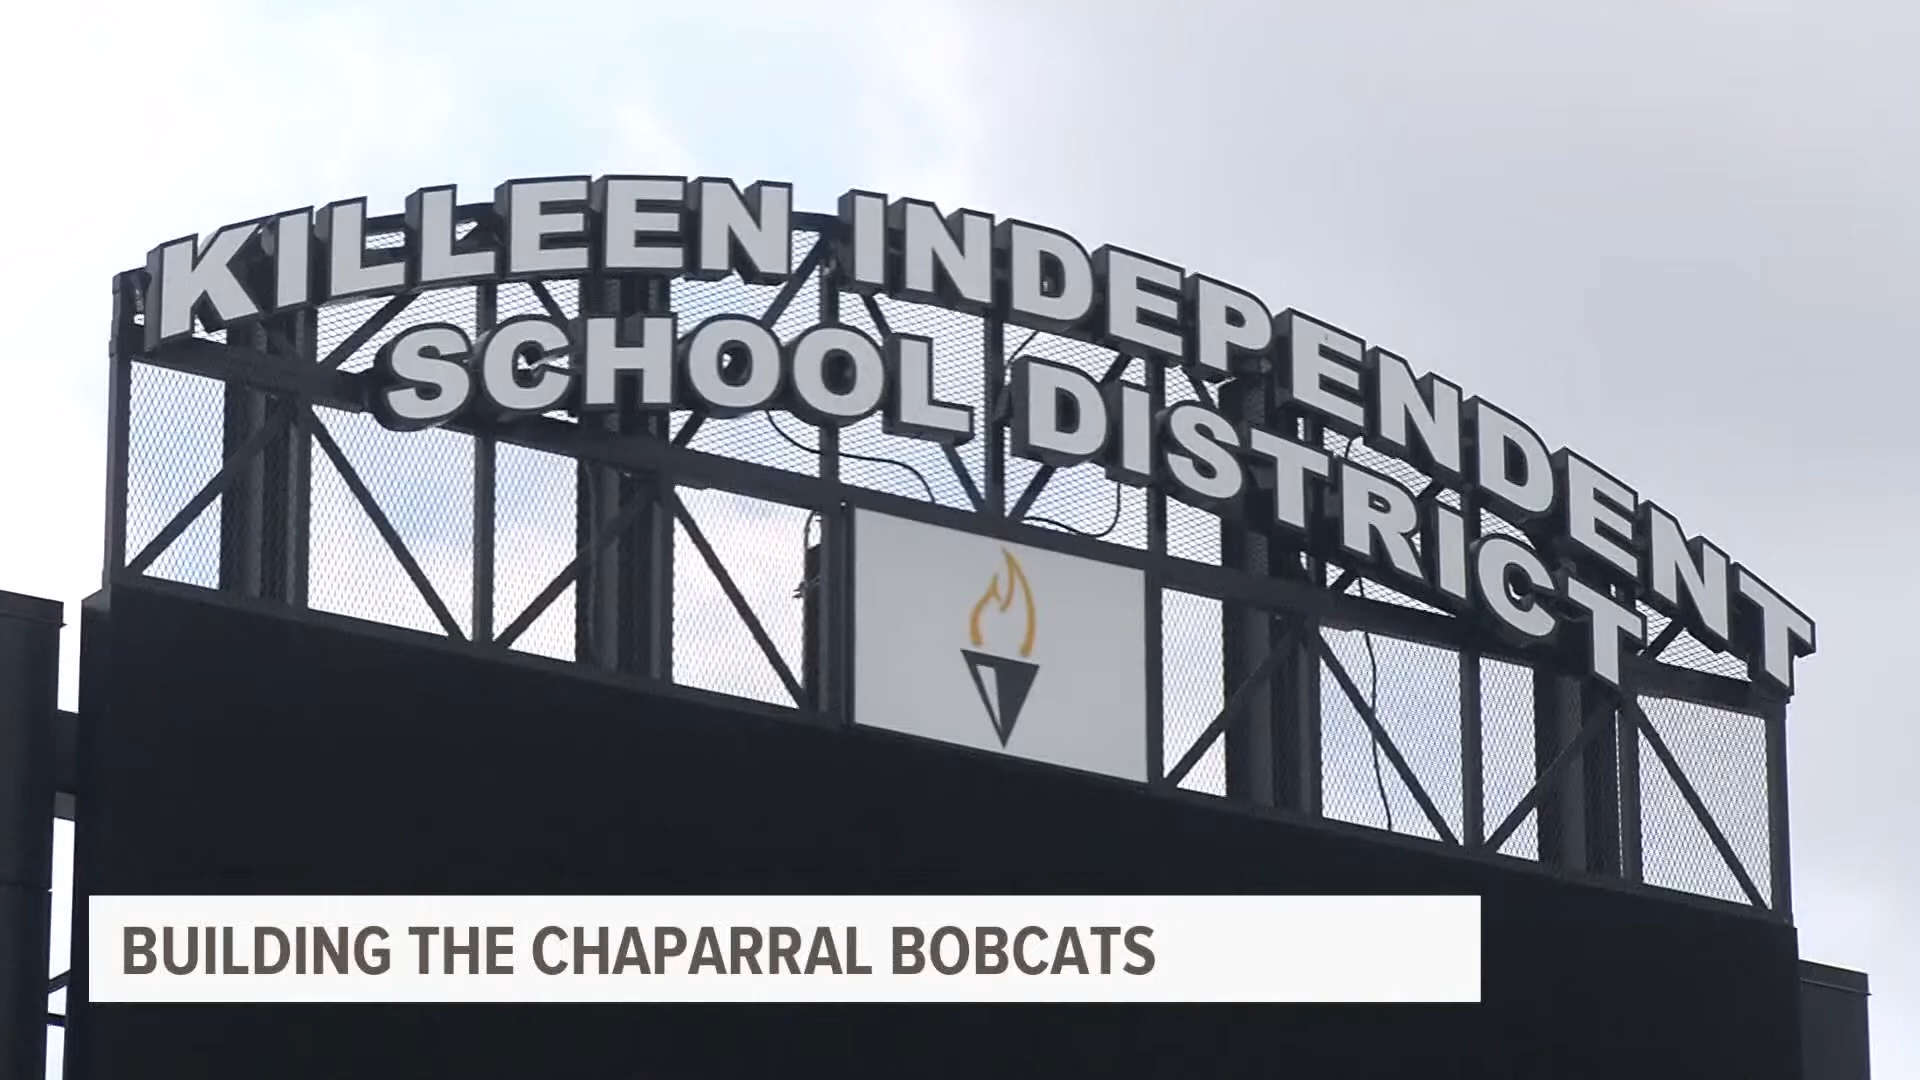 KILLEEN INDEPENDENT
SCHOOL DISTRICT
BUILDING THE CHAPARRAL BOBCATS